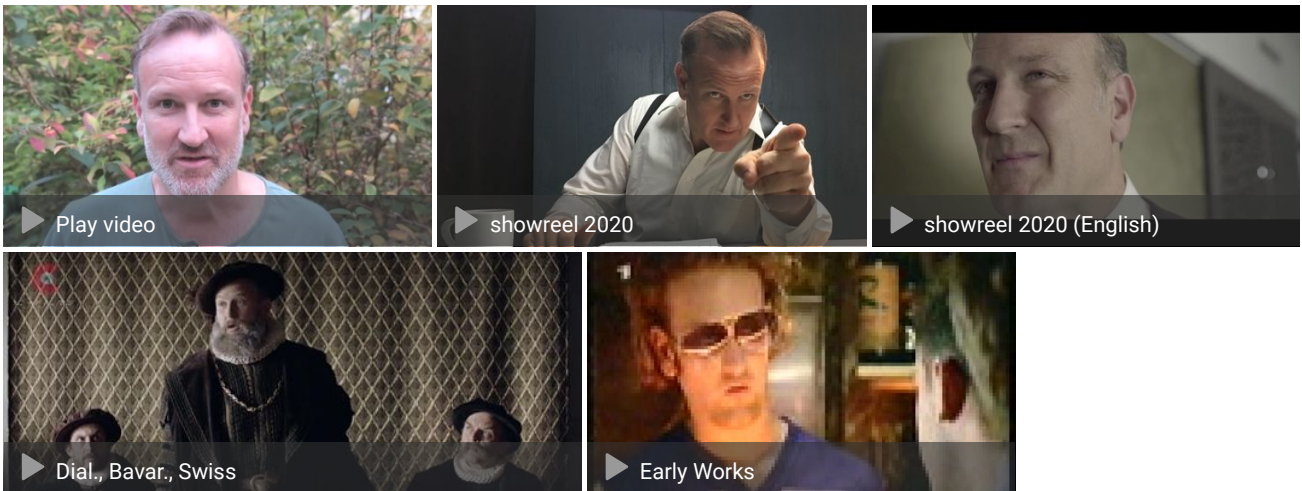 Play video
showreel 2020
showreel 2020 (English)
Dial., Bavar., Swiss
Early Works